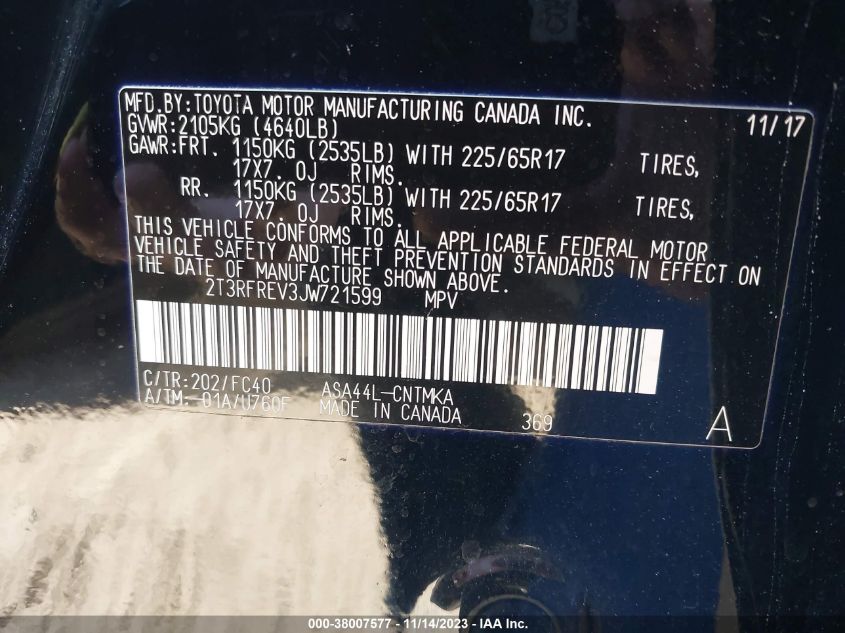 MFD.BY:TOYOTA MOTOR MANUFACTURING CANADA INC. 11/17
GVWR:2105KG (4640LB)
GAWR:FRT. 1150KG (2535LB) WITH 225/65R17 TIRES,
17X7. 0J RIMS.
RR. 1150KG (2535LB) WITH 225/65R17 TIRES,
17X7. 0J RIMS.
THIS VEHICLE CONFORMS TO ALL APPLICABLE FEDERAL MOTOR
VEHICLE SAFETY AND THEFT PREVENTION STANDARDS IN EFFECT ON
THE DATE OF MANUFACTURE SHOWN ABOVE.
2T3RFREV3JW721599 MPV
C/TR:202/FC40 ASA44L-CNTMKA
A/TM:-01A/U760F MADE IN CANADA 369 A
000-38007577 - 11/14/2023 - IAA Inc.